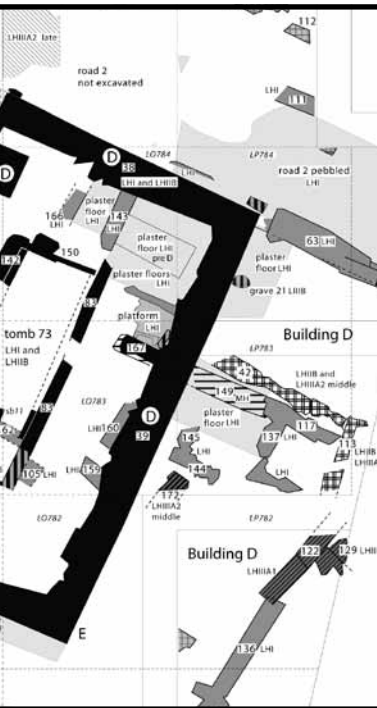 112
LHIIIA2 late
road 2
not excavated
LHI
111
LO784
LP784
D
38
LHI and LHIIB
LHI
road 2 pebbled
LHI
D
166
LHI
plaster
floor
LHI
143
LHI
plaster
floor LHI
pre D
63 LHI
142
150
plaster floors
LHI
plaster
floor LHI
grave 21 LIIIB
83
platform
LHI
tomb 73
LHI and
LHIIB
167
Building D
LP783
42
LHIIB and
LHIIIA2 middle
149
MH
LO783
plaster
floor LHI
117
83
D
39
LHI 160
145
LHI
137 LHI
113
LHIIB
LHIIIA
62
105 LHI
LHI
159
144
LHI
172
LHIIIA2
middle
LO782
LP782
Building D
122
129 LHI
LHIIIA1
E
136 LHI